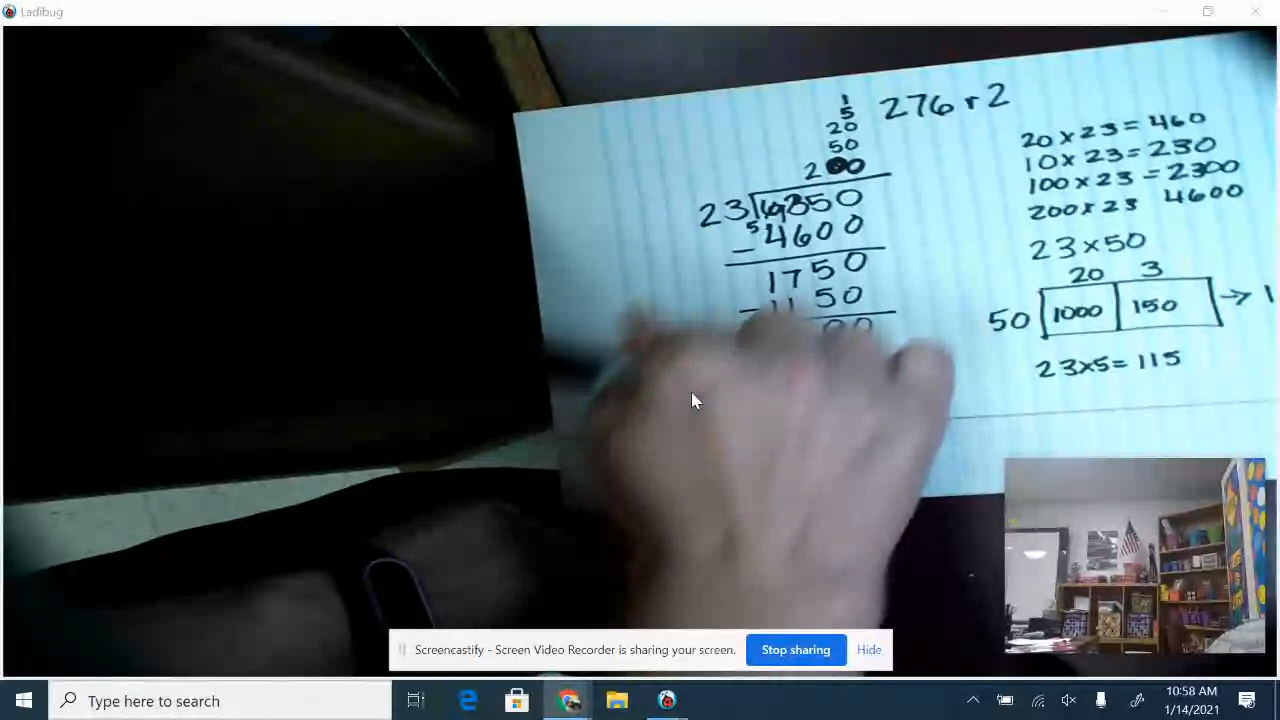 Ladibug
1
5
20
50
200
276 r 2
23 6350
5
- 4600
1750
- 1150
20 x 23 = 460
10 x 23 = 230
100 x 23 = 2300
200 x 23 4600
23 x 50
20 3
50 1000 150 → 1
23x5 = 115
Screencastify - Screen Video Recorder is sharing your screen.
Stop sharing
Hide
Type here to search
10:58 AM
1/14/2021